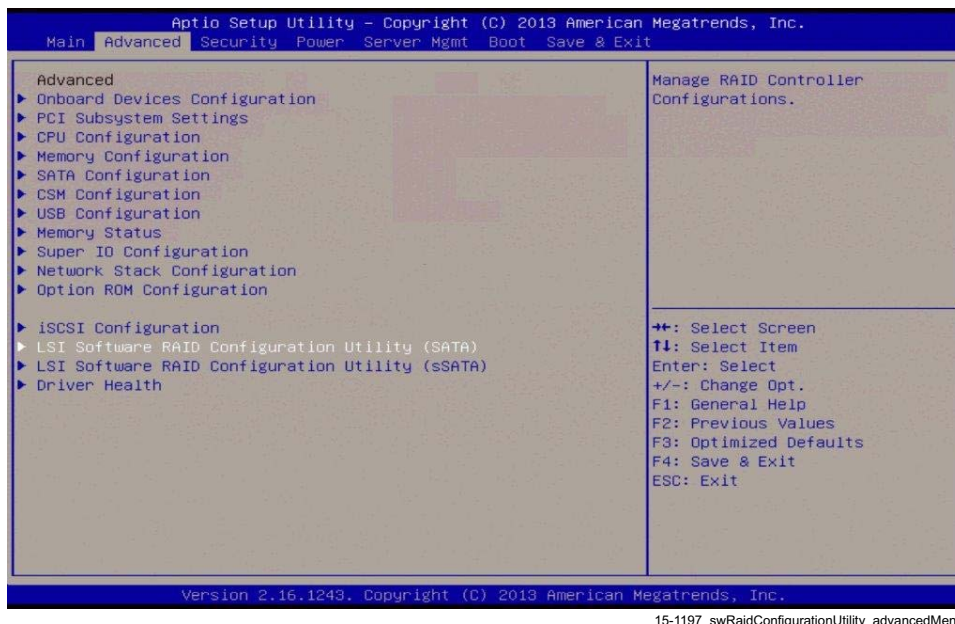 Aptio Setup Utility – Copyright (C) 2013 American Megatrends, Inc.
Main Advanced Security Power Server Mgmt Boot Save & Exit
Advanced
► Onboard Devices Configuration
► PCI Subsystem Settings
► CPU Configuration
► Memory Configuration
► SATA Configuration
► CSM Configuration
► USB Configuration
► Memory Status
► Super IO Configuration
► Network Stack Configuration
► Option ROM Configuration
► iSCSI Configuration
► LSI Software RAID Configuration Utility (SATA)
► LSI Software RAID Configuration Utility (sSATA)
► Driver Health
Manage RAID Controller
Configurations.
→←: Select Screen
↑↓: Select Item
Enter: Select
+/-: Change Opt.
F1: General Help
F2: Previous Values
F3: Optimized Defaults
F4: Save & Exit
ESC: Exit
Version 2.16.1243. Copyright (C) 2013 American Megatrends, Inc.
15-1197_swRaidConfigurationUtility_advancedMen